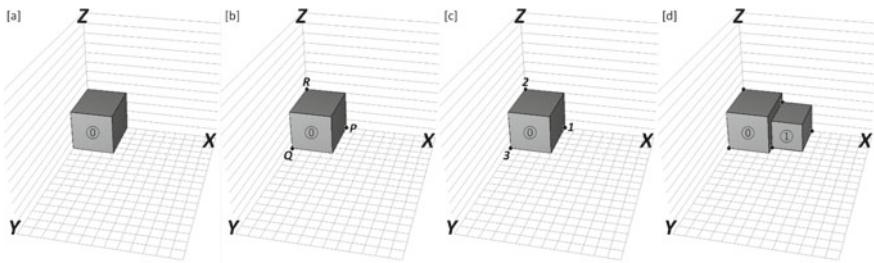 [a] Z X Y ⓪
[b] Z X Y R P Q ⓪
[c] Z X Y 2 1 3 ⓪
[d] Z X Y ⓪ ①